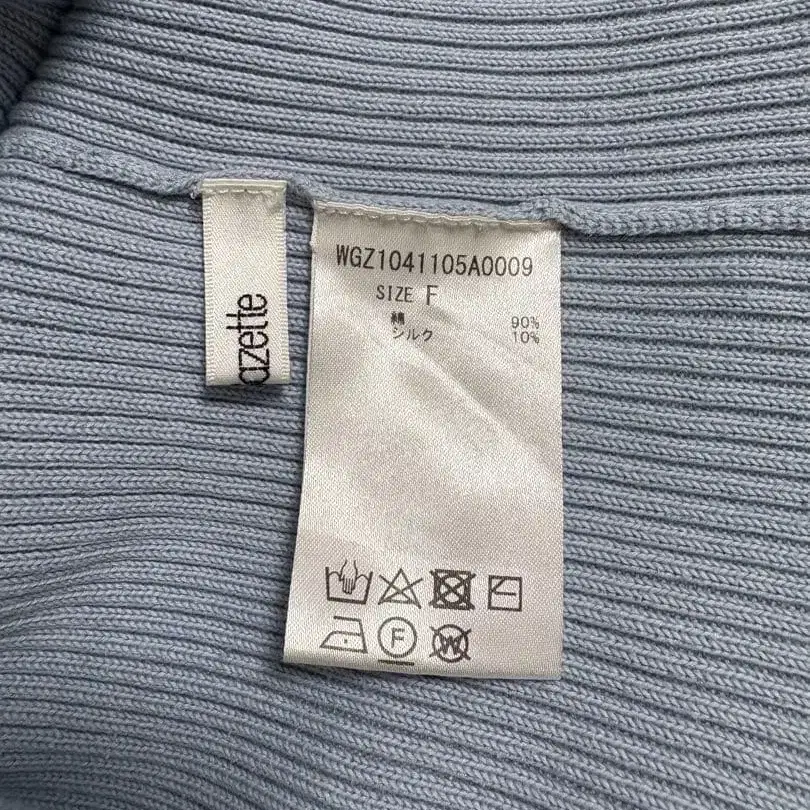 azette
WGZ1041105A0009
SIZE F
綿 90%
シルク 10%
F
W